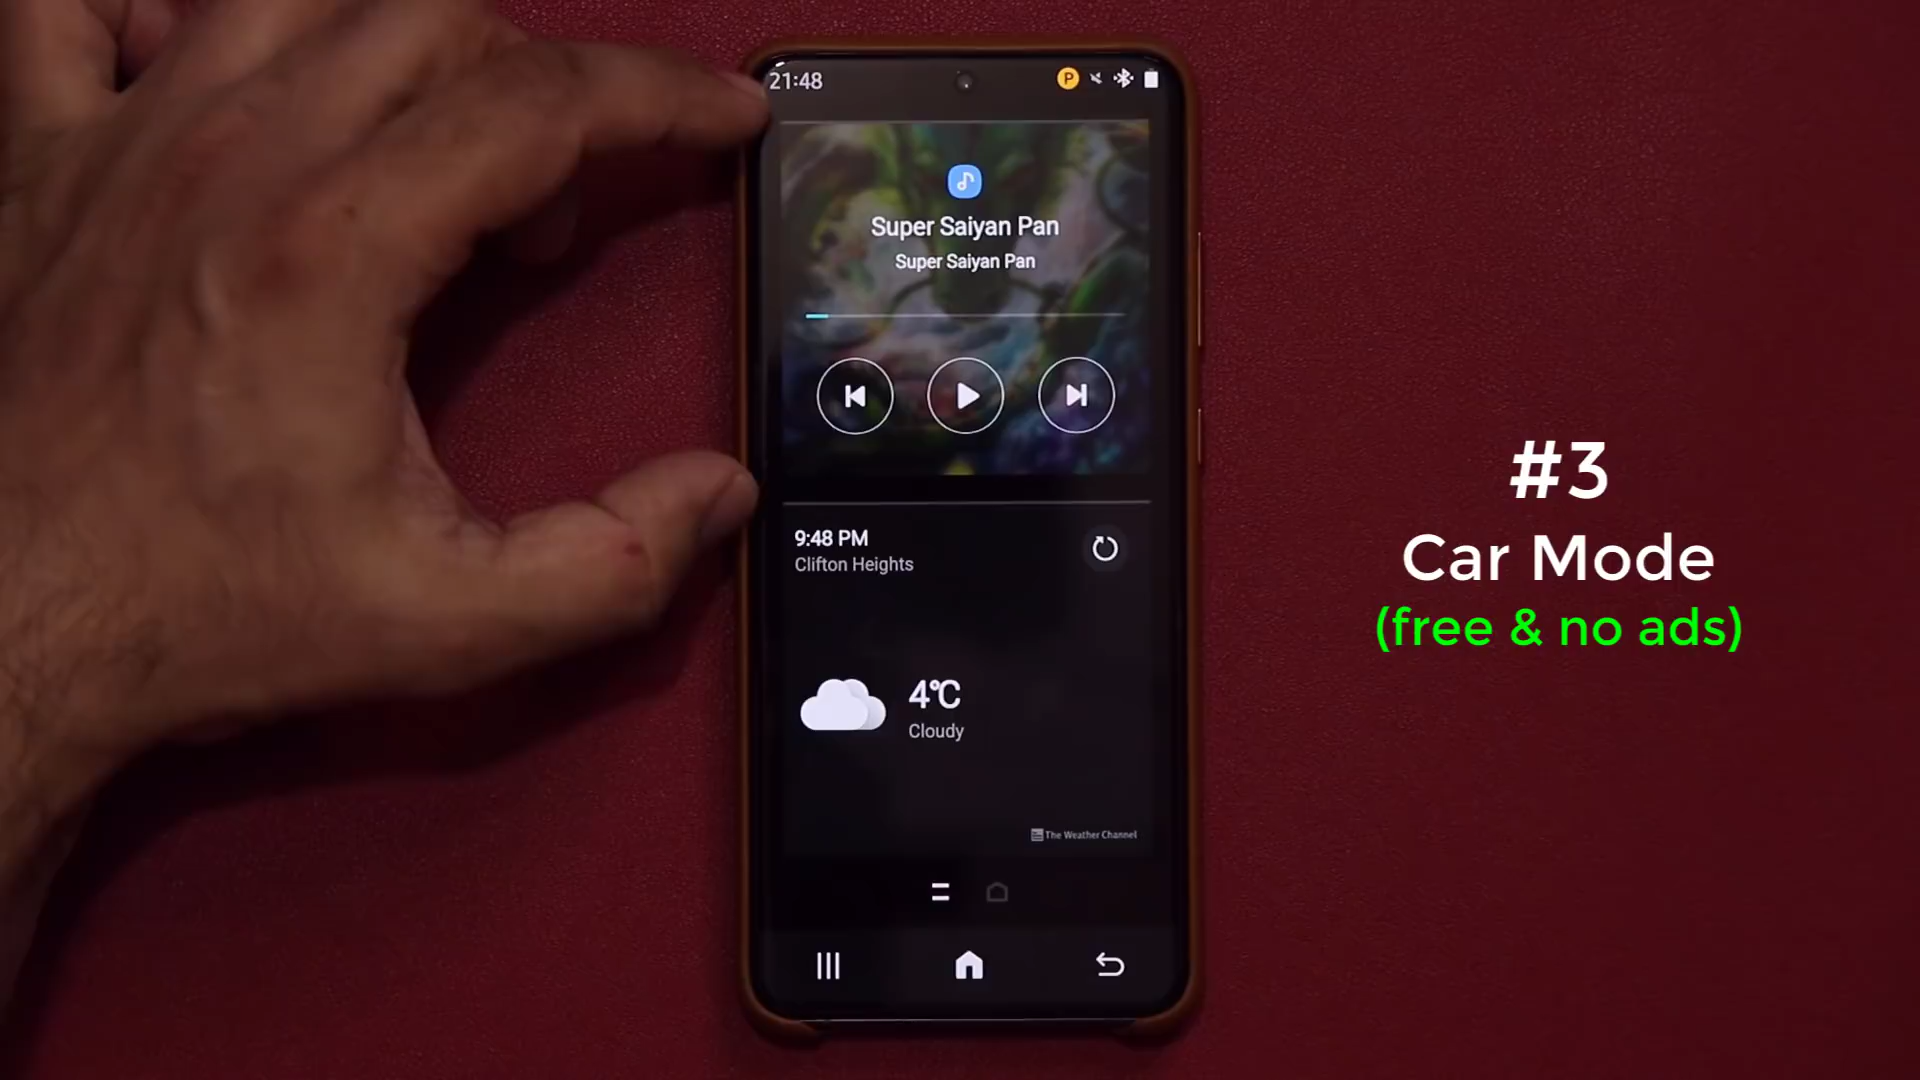 21:48
P
Super Saiyan Pan
Super Saiyan Pan
9:48 PM
Clifton Heights
4°C
Cloudy
The Weather Channel
#3
Car Mode
(free & no ads)